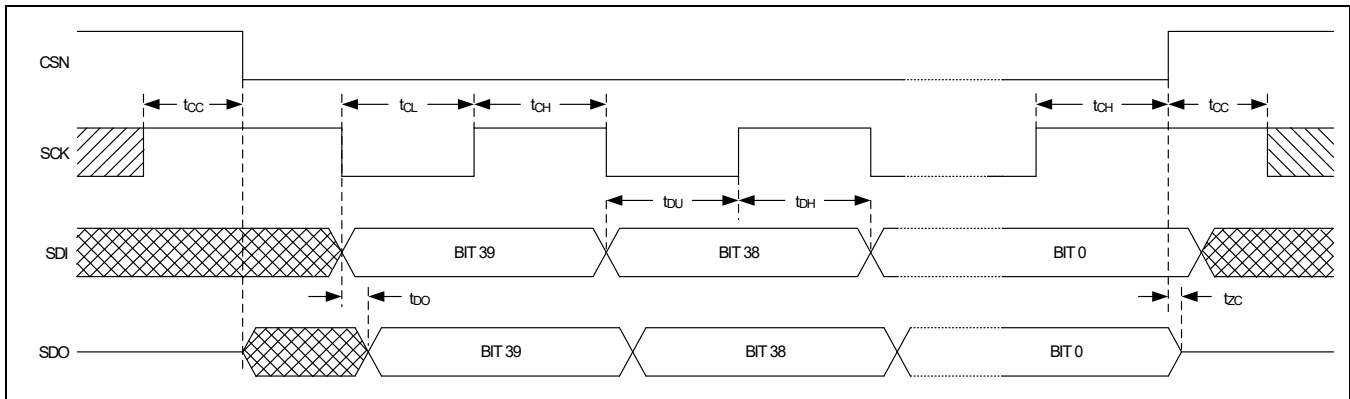 CSN
tCC tCL tCH tCH tCC
SCK
tDU tDH
SDI BIT 39 BIT 38 BIT 0
tDO tZC
SDO BIT 39 BIT 38 BIT 0